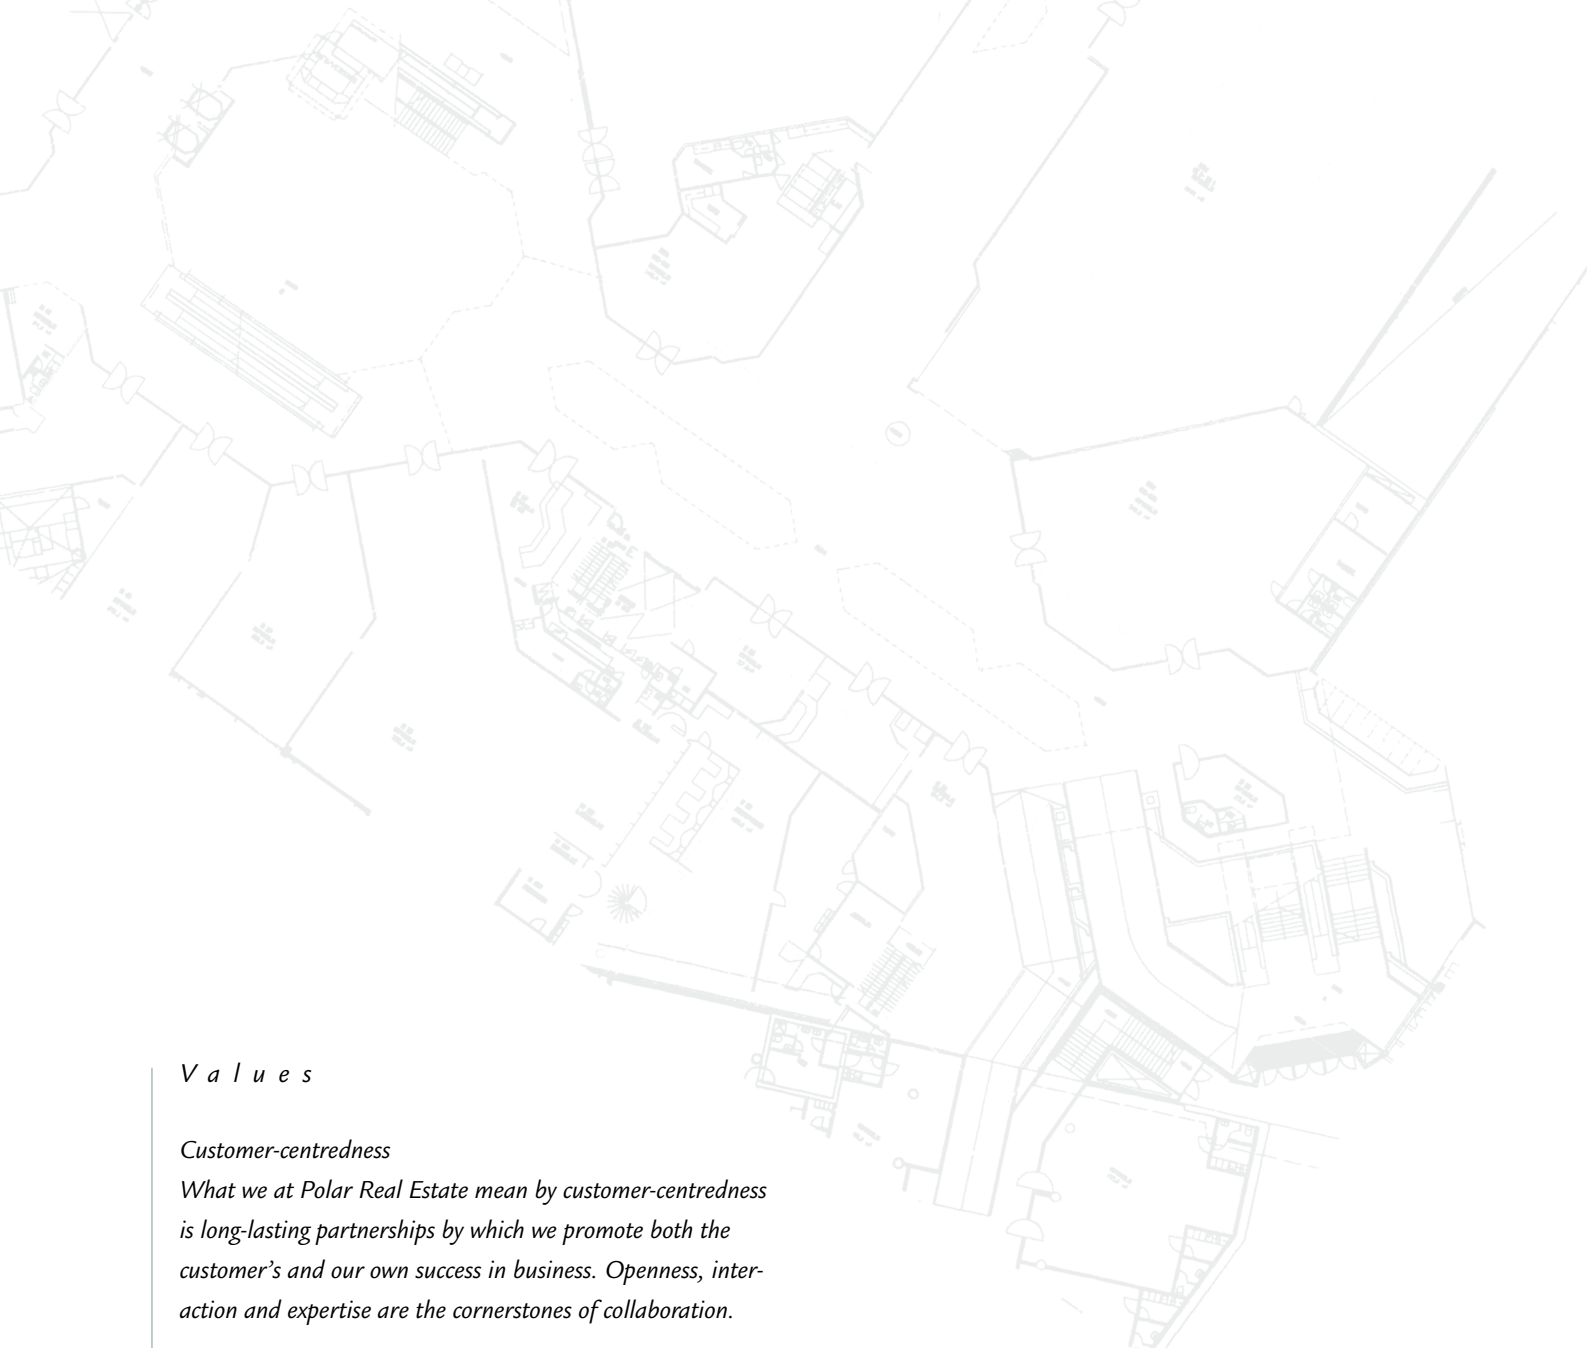 Values
Customer-centredness
What we at Polar Real Estate mean by customer-centredness
is long-lasting partnerships by which we promote both the
customer’s and our own success in business. Openness, inter-
action and expertise are the cornerstones of collaboration.